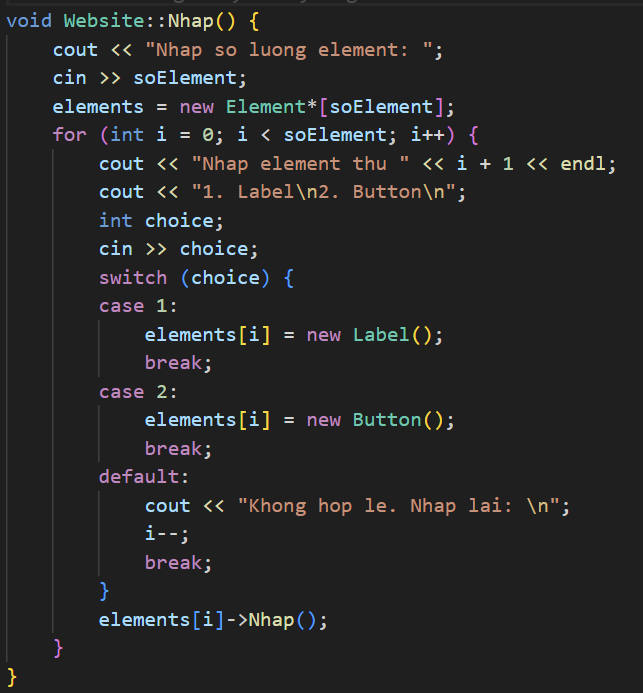 void Website::Nhap() {
    cout << "Nhap so luong element: ";
    cin >> soElement;
    elements = new Element*[soElement];
    for (int i = 0; i < soElement; i++) {
        cout << "Nhap element thu " << i + 1 << endl;
        cout << "1. Label\n2. Button\n";
        int choice;
        cin >> choice;
        switch (choice) {
        case 1:
            elements[i] = new Label();
            break;
        case 2:
            elements[i] = new Button();
            break;
        default:
            cout << "Khong hop le. Nhap lai: \n";
            i--;
            break;
        }
        elements[i]->Nhap();
    }
}